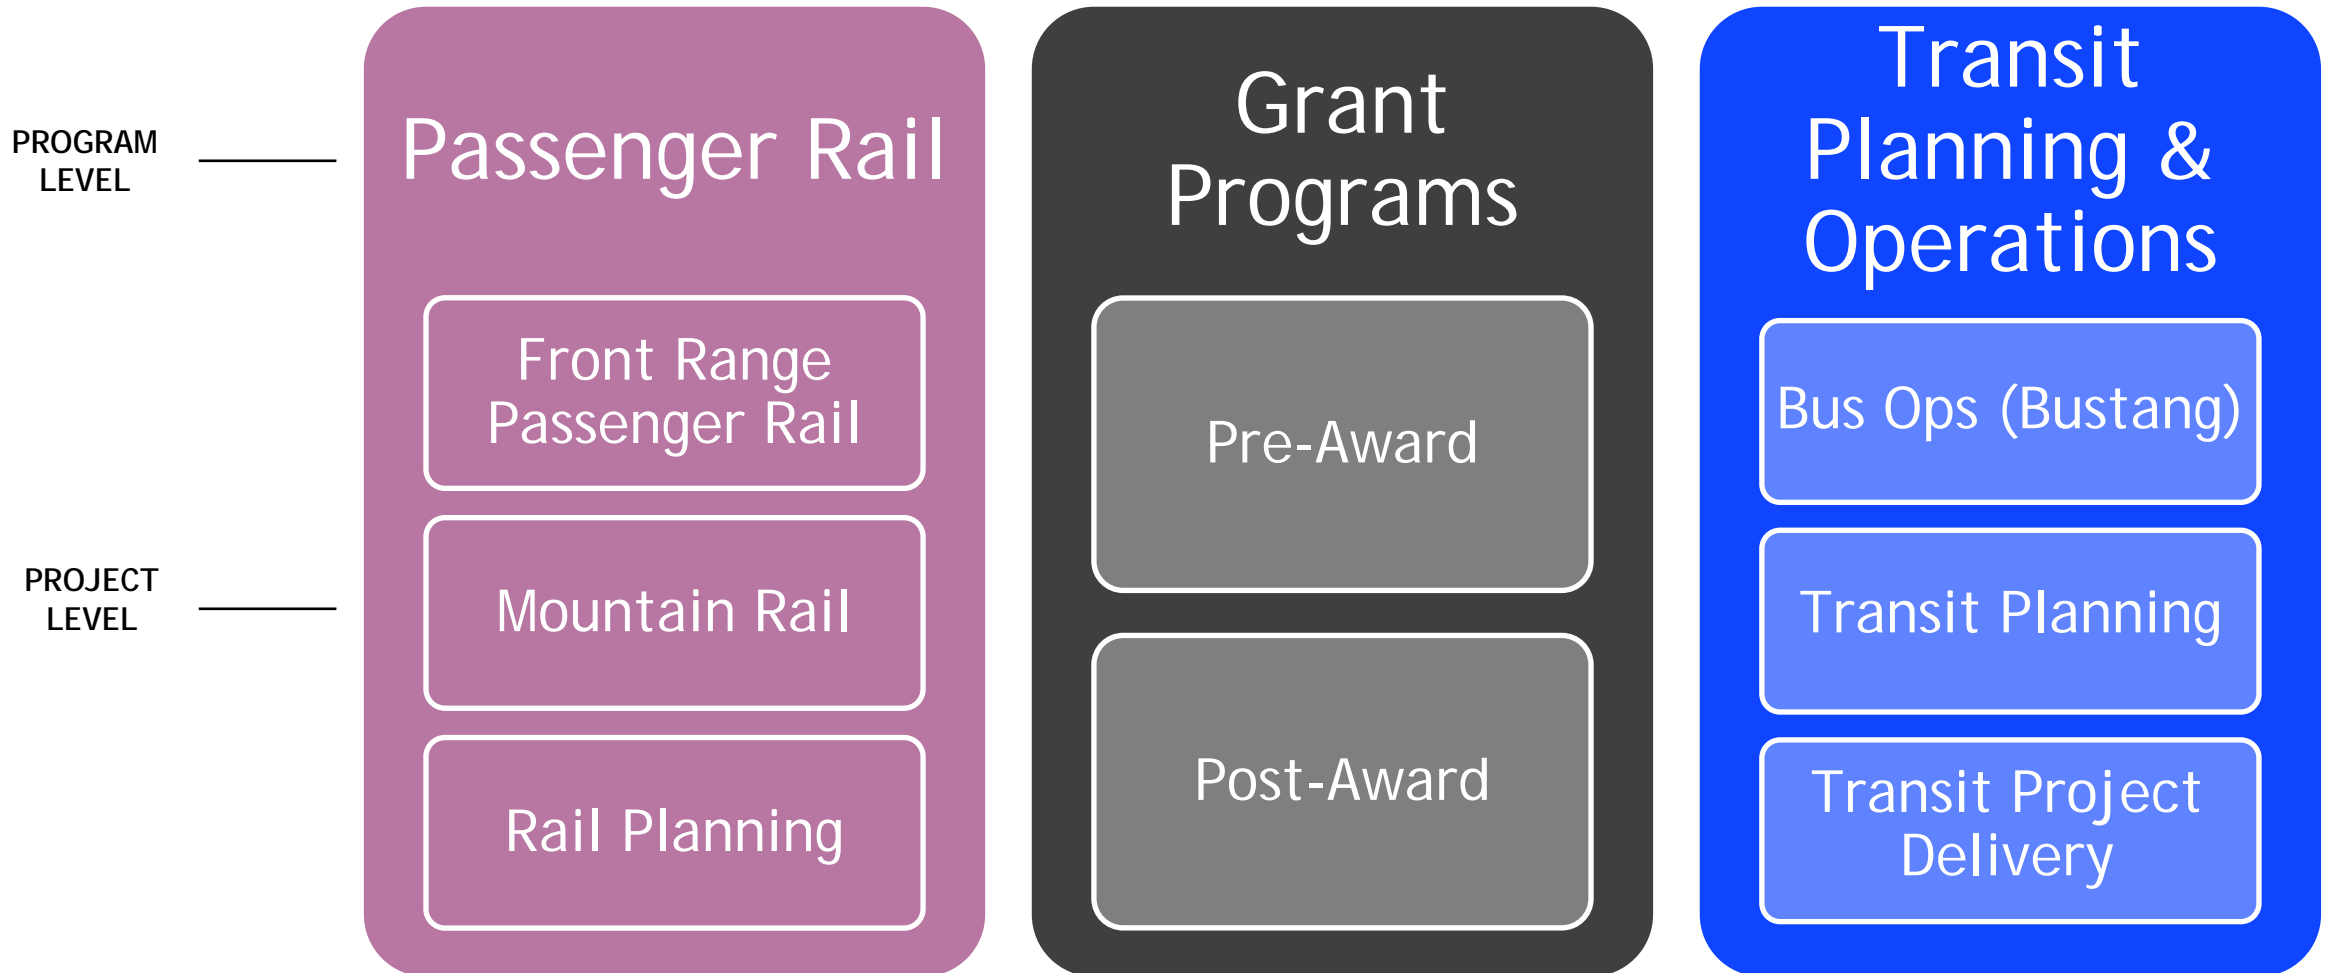 PROGRAM
LEVEL
PROJECT
LEVEL
Passenger Rail
Front Range
Passenger Rail
Mountain Rail
Rail Planning
Grant
Programs
Pre-Award
Post-Award
Transit
Planning &
Operations
Bus Ops (Bustang)
Transit Planning
Transit Project
Delivery